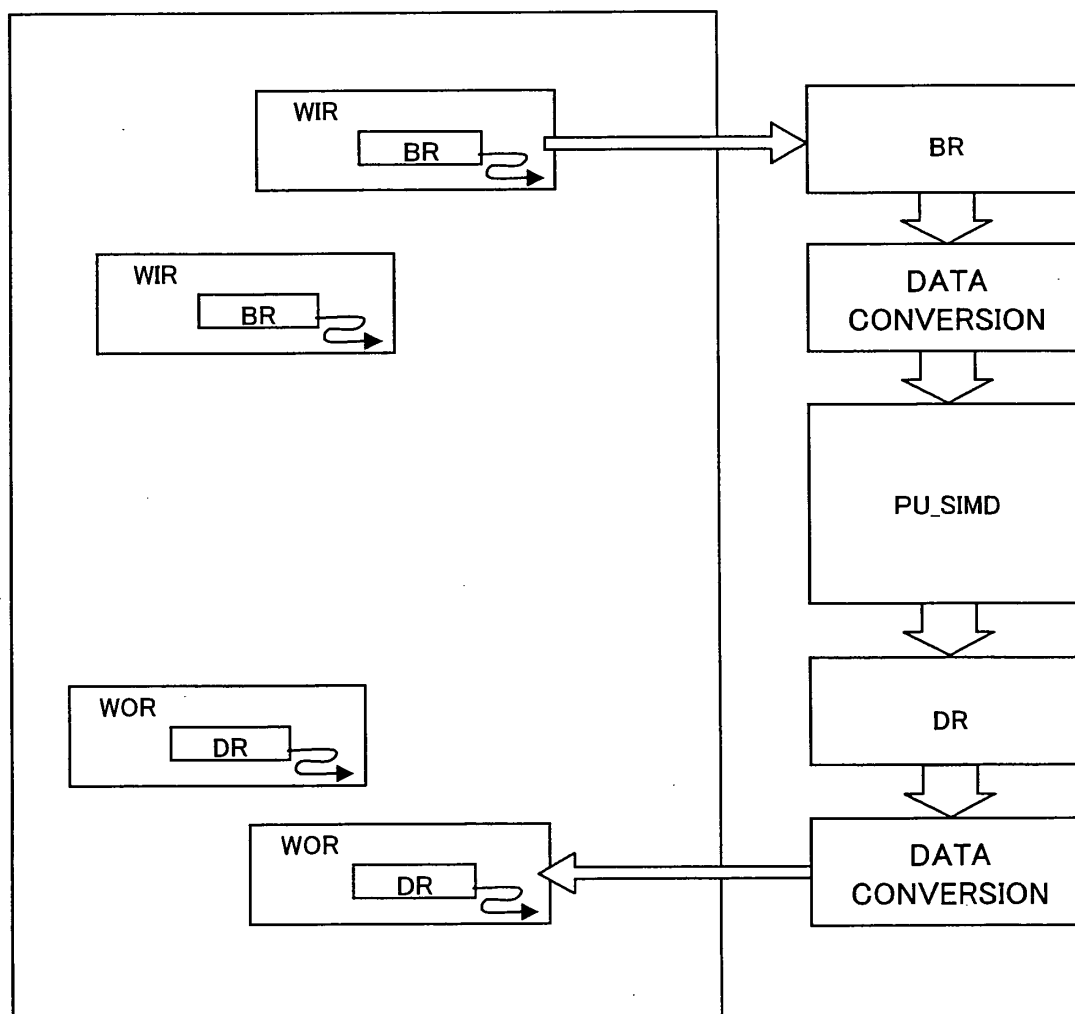 WIR
BR
BR
WIR
BR
DATA
CONVERSION
PU_SIMD
WOR
DR
DR
WOR
DR
DATA
CONVERSION